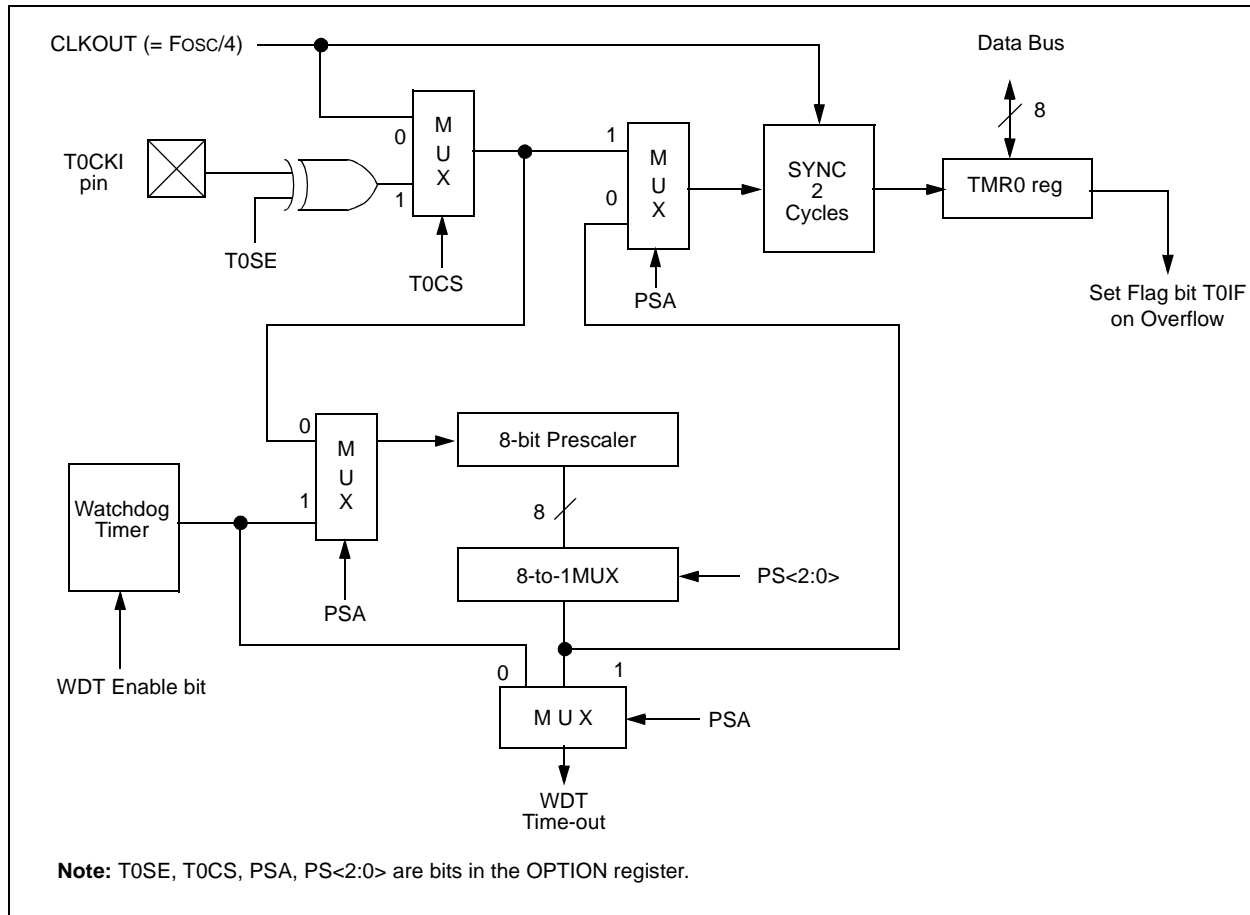 CLKOUT (= FOSC/4)
Data Bus
8
T0CKI
pin
T0SE
0
1
M
U
X
T0CS
1
0
M
U
X
PSA
SYNC
2
Cycles
TMR0 reg
Set Flag bit T0IF
on Overflow
0
1
M
U
X
PSA
8-bit Prescaler
8
8-to-1MUX
PS<2:0>
Watchdog
Timer
WDT Enable bit
0
1
M U X
PSA
WDT
Time-out
Note: T0SE, T0CS, PSA, PS<2:0> are bits in the OPTION register.